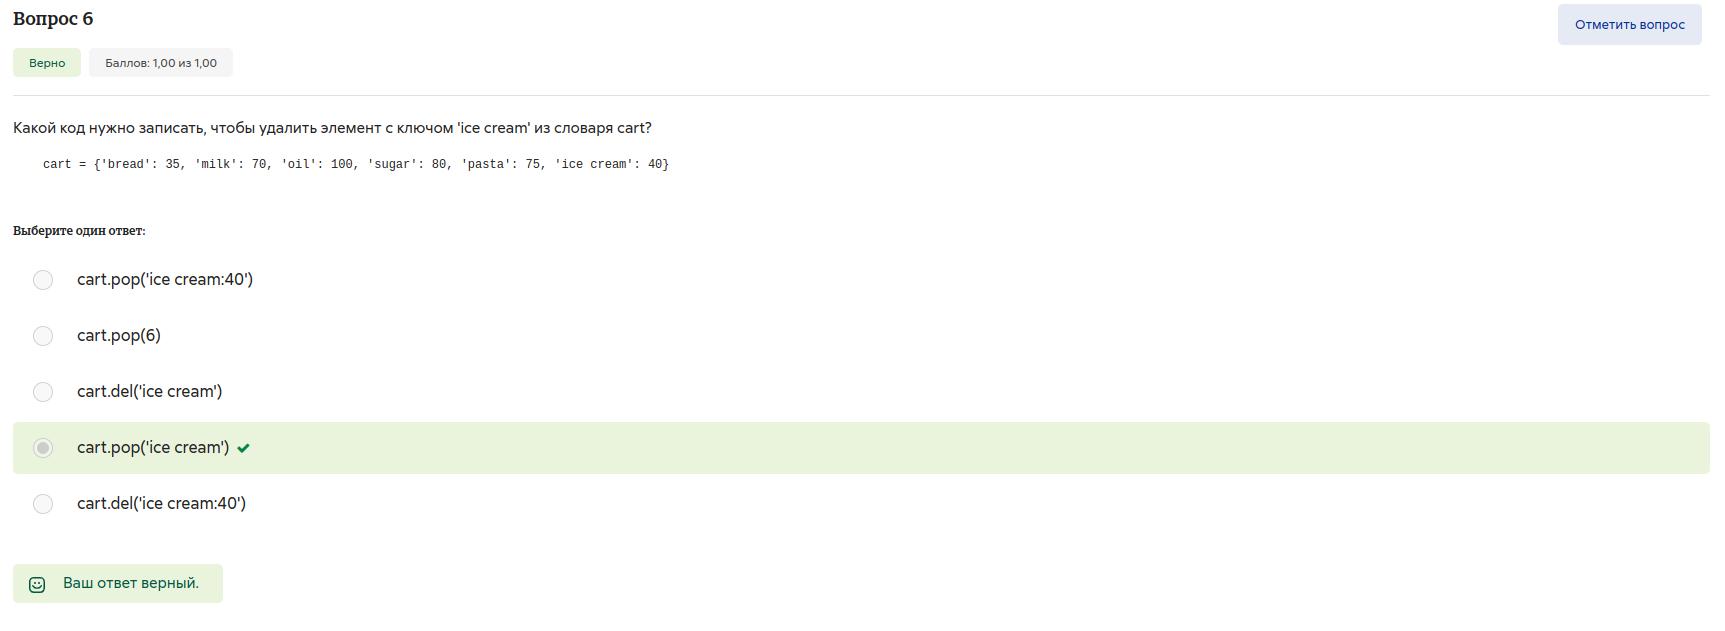 Вопрос 6
Отметить вопрос
Верно
Баллов: 1,00 из 1,00
Какой код нужно записать, чтобы удалить элемент с ключом 'ice cream' из словаря cart?
cart = {'bread': 35, 'milk': 70, 'oil': 100, 'sugar': 80, 'pasta': 75, 'ice cream': 40}
Выберите один ответ:
cart.pop('ice cream:40')
cart.pop(6)
cart.del('ice cream')
cart.pop('ice cream')
cart.del('ice cream:40')
Ваш ответ верный.